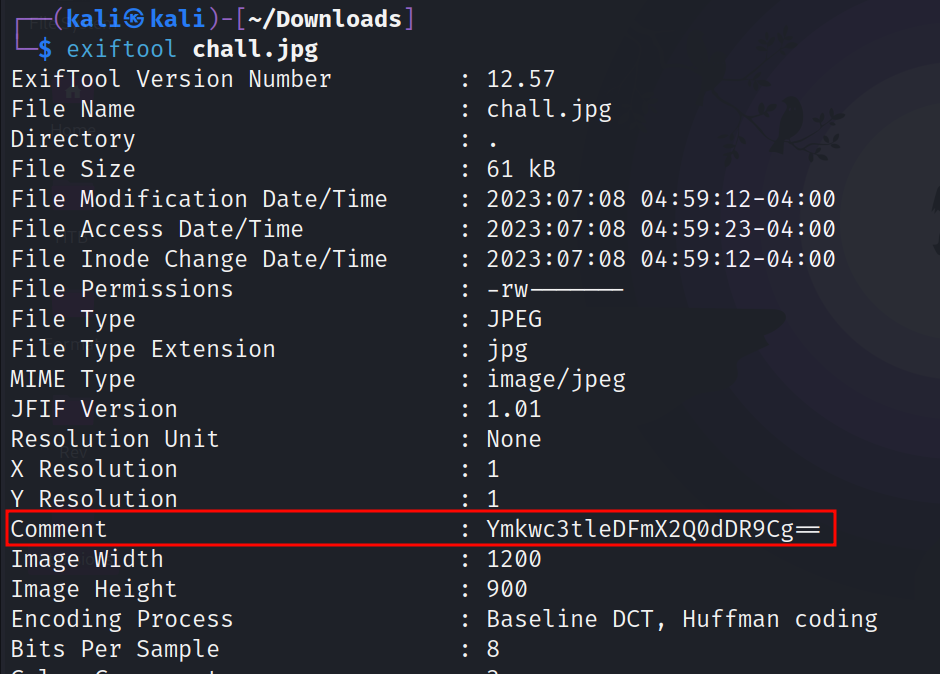 ┌──(kali㉿kali)-[~/Downloads]
└─$ exiftool chall.jpg
ExifTool Version Number : 12.57
File Name : chall.jpg
Directory : .
File Size : 61 kB
File Modification Date/Time : 2023:07:08 04:59:12-04:00
File Access Date/Time : 2023:07:08 04:59:23-04:00
File Inode Change Date/Time : 2023:07:08 04:59:12-04:00
File Permissions : -rw-------
File Type : JPEG
File Type Extension : jpg
MIME Type : image/jpeg
JFIF Version : 1.01
Resolution Unit : None
X Resolution : 1
Y Resolution : 1
Comment : Ymkwc3tleDFmX2Q0dDR9Cg==
Image Width : 1200
Image Height : 900
Encoding Process : Baseline DCT, Huffman coding
Bits Per Sample : 8